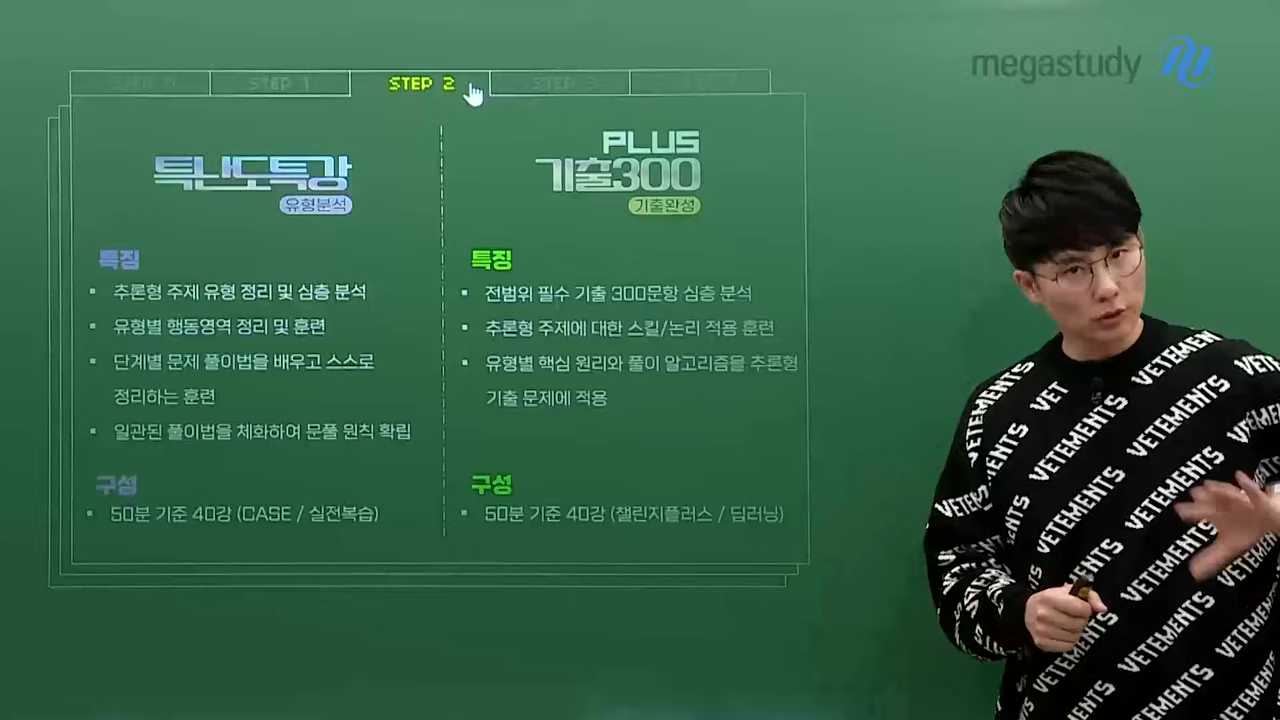 megastudy
STEP 1
STEP 2
STEP 3
특난도특강
유형분석
특징
▪ 추론형 주제 유형 정리 및 심층 분석
▪ 유형별 행동영역 정리 및 훈련
▪ 단계별 문제 풀이법을 배우고 스스로
정리하는 훈련
▪ 일관된 풀이법을 체화하여 문풀 원칙 확립
구성
▪ 50분 기준 40강 (CASE / 실전복습)
PLUS
기출300
기출완성
특징
▪ 전범위 필수 기출 300문항 심층 분석
▪ 추론형 주제에 대한 스킬/논리 적용 훈련
▪ 유형별 핵심 원리와 풀이 알고리즘을 추론형
기출 문제에 적용
구성
▪ 50분 기준 40강 (챌린지플러스 / 딥러닝)
VETEMENTS
VETEMENTS
VETEMENTS
VETEMENTS
VETEMENTS
VETEMENTS